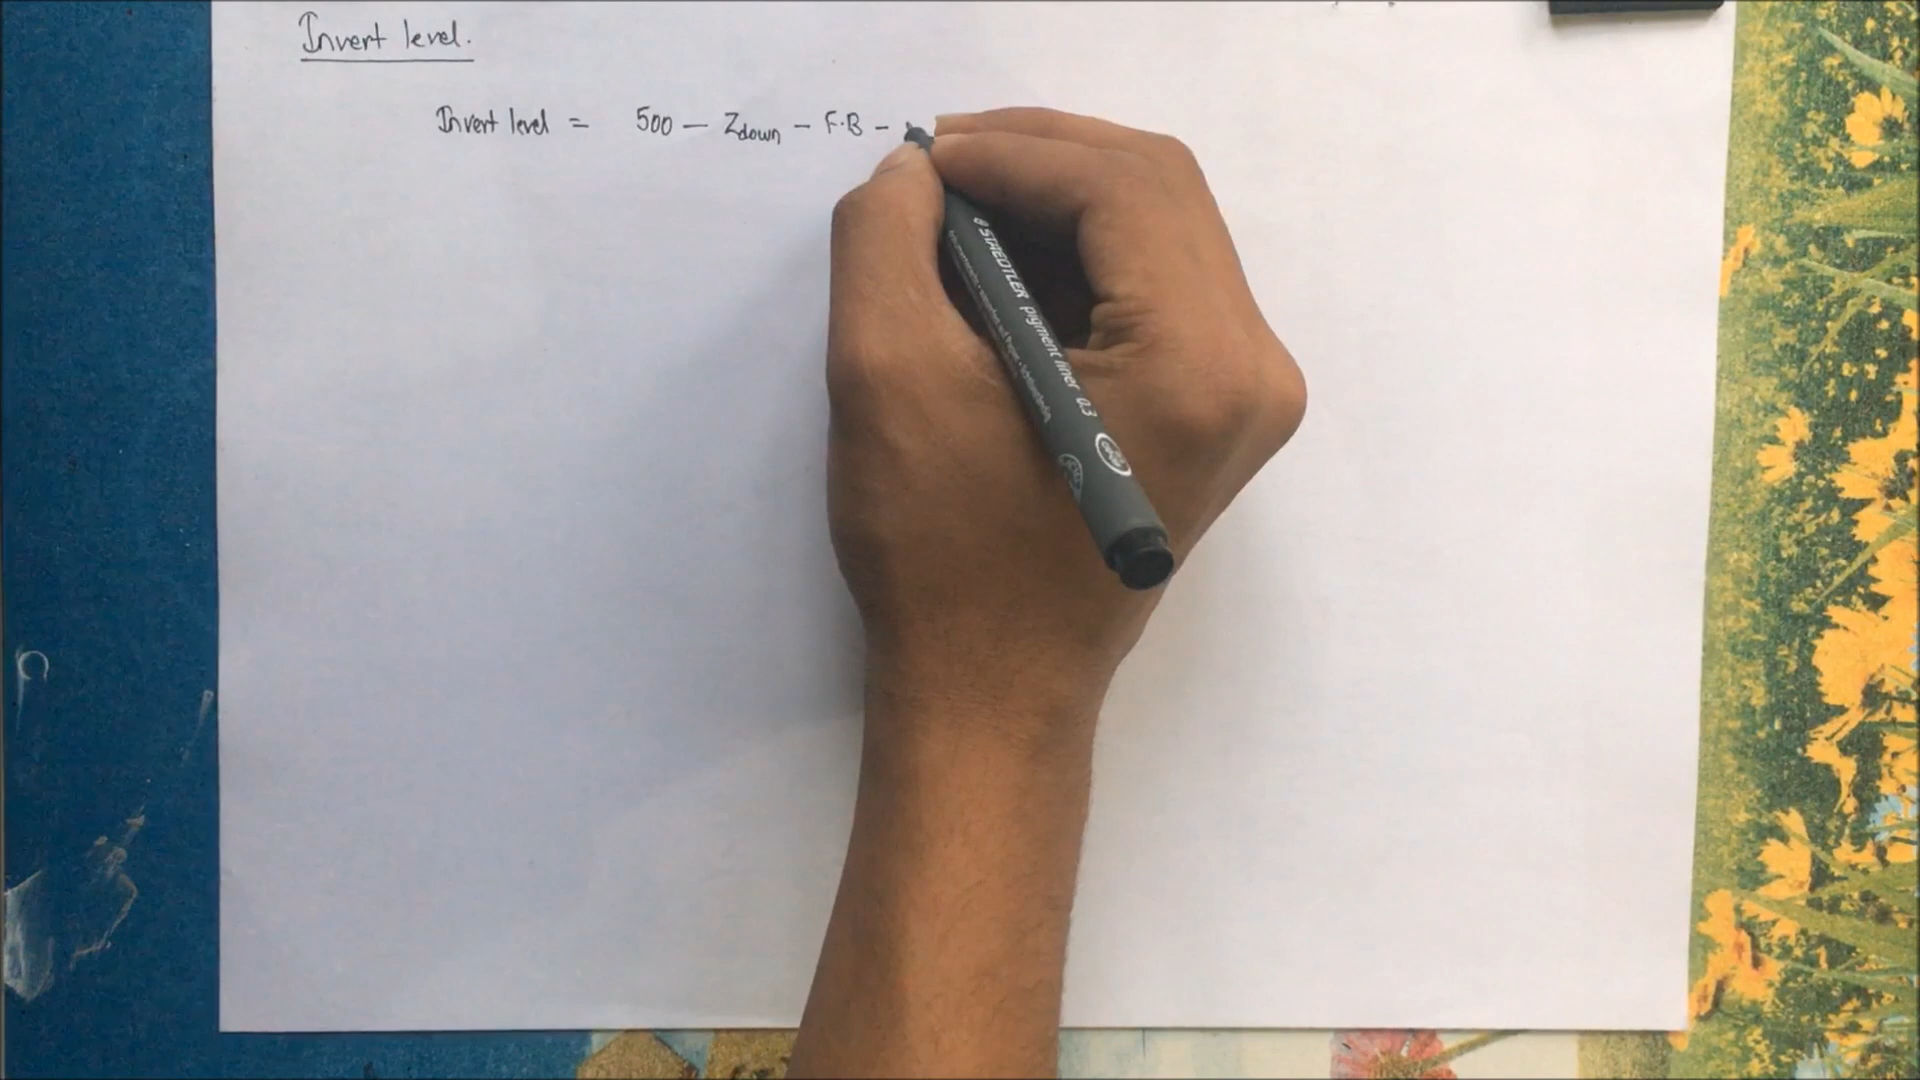 Invert level.
Invert level = 500 - Zdown - F.B -
STAEDTLER pigment liner 0.3